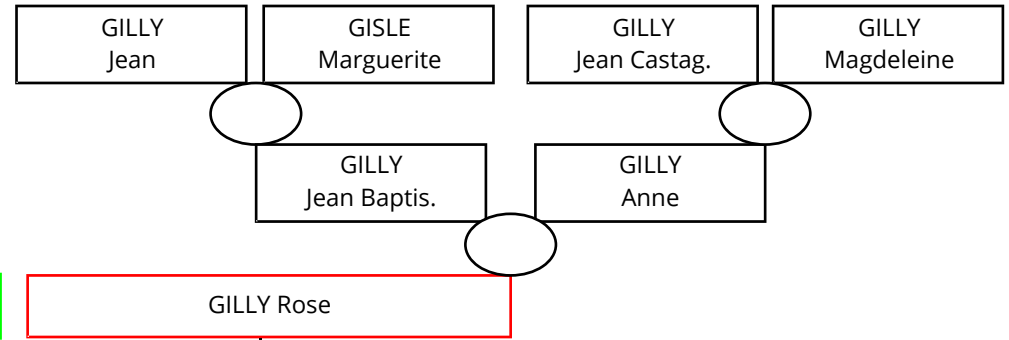 GILLY
Jean
GISLE
Marguerite
GILLY
Jean Castag.
GILLY
Magdeleine
GILLY
Jean Baptis.
GILLY
Anne
GILLY Rose